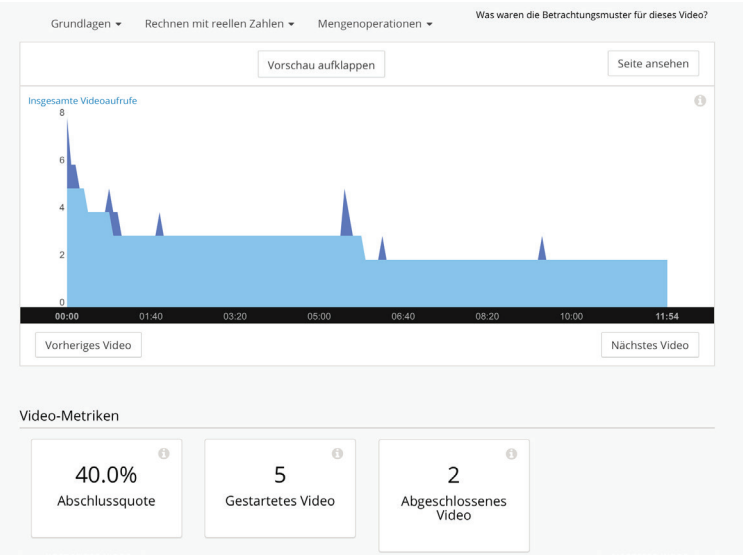 Grundlagen Rechnen mit reellen Zahlen Mengenoperationen Was waren die Betrachtungsmuster für dieses Video?
Vorschau aufklappen Seite ansehen
Insgesamte Videoaufrufe
8
6
4
2
0
00:00 01:40 03:20 05:00 06:40 08:20 10:00 11:54
Vorheriges Video Nächstes Video
Video-Metriken
40.0% 5 2
Abschlussquote Gestartetes Video Abgeschlossenes
Video